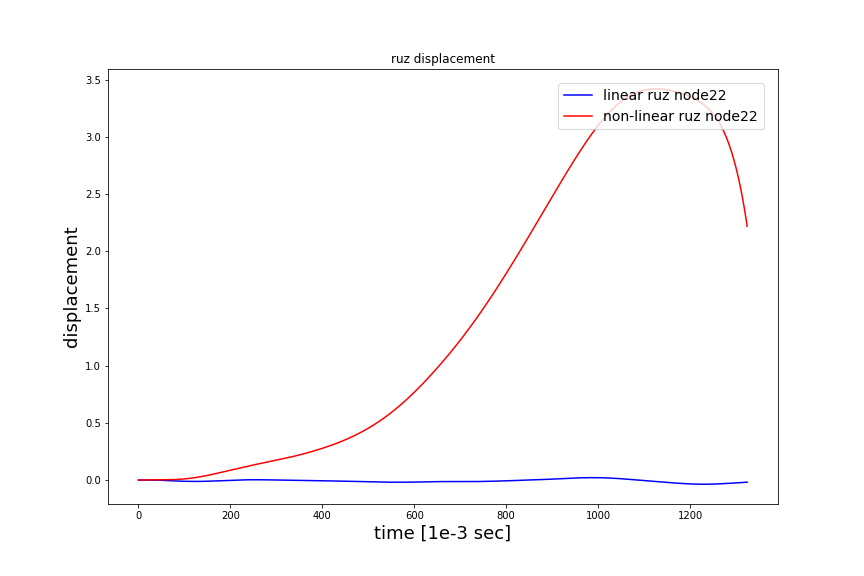 ruz displacement
linear ruz node22
non-linear ruz node22
displacement
3.5
3.0
2.5
2.0
1.5
1.0
0.5
0.0
0 200 400 600 800 1000 1200
time [1e-3 sec]